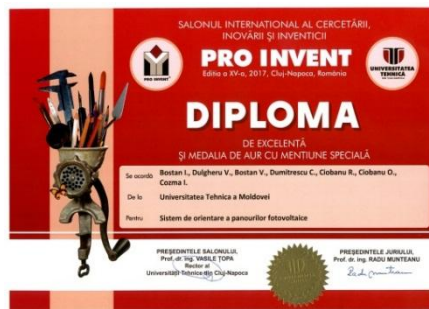 SALONUL INTERNATIONAL AL CERCETĂRII,
INOVĂRII ȘI INVENTICII
PRO INVENT
Editia a XV-a, 2017, Cluj-Napoca, România
PRO INVENT
UNIVERSITATEA
TEHNICĂ
DIPLOMA
DE EXCELENȚĂ
ȘI MEDALIA DE AUR CU MENTIUNE SPECIALĂ
Se acordă Bostan I., Dulgheru V., Bostan V., Dumitrescu C., Ciobanu R., Ciobanu O.,
Cozma I.
De la Universitatea Tehnica a Moldovei
Pentru Sistem de orientare a panourilor fotovoltaice
PREȘEDINTELE SALONULUI,
Prof. dr. ing. VASILE ȚOPA
Rector al
Universității Tehnice din Cluj-Napoca
PREȘEDINTELE JURIULUI,
Prof. dr. ing. RADU MUNTEANU